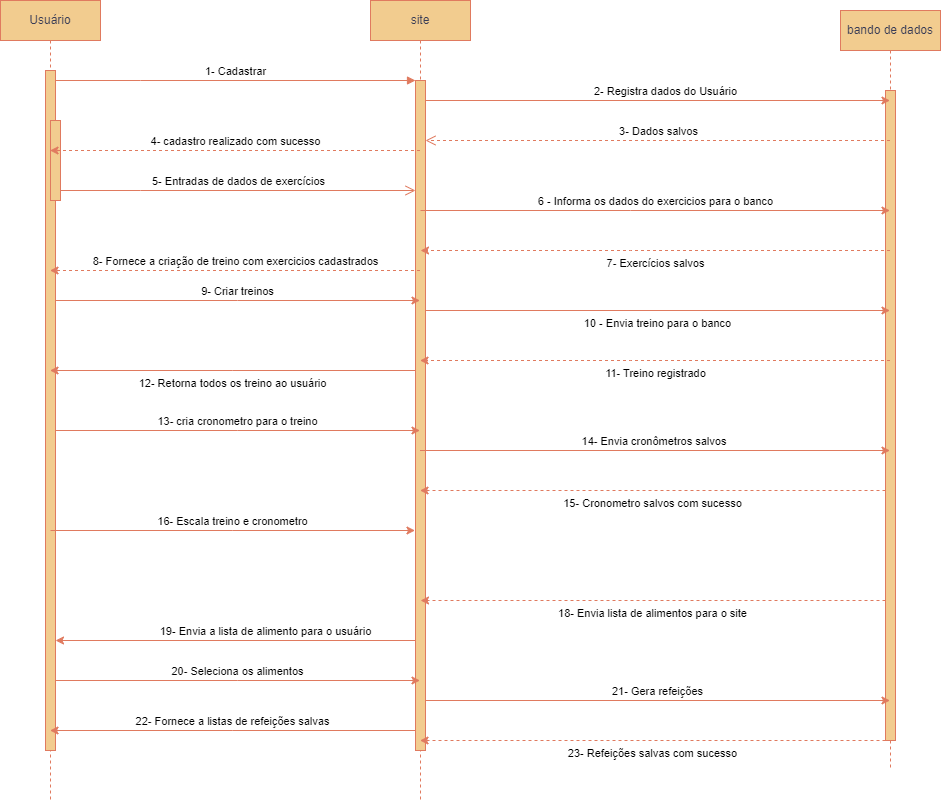 Usuário
site
bando de dados
1- Cadastrar
2- Registra dados do Usuário
3- Dados salvos
4- cadastro realizado com sucesso
5- Entradas de dados de exercícios
6 - Informa os dados do exercicios para o banco
7- Exercícios salvos
8- Fornece a criação de treino com exercicios cadastrados
9- Criar treinos
10 - Envia treino para o banco
11- Treino registrado
12- Retorna todos os treino ao usuário
13- cria cronometro para o treino
14- Envia cronômetros salvos
15- Cronometro salvos com sucesso
16- Escala treino e cronometro
18- Envia lista de alimentos para o site
19- Envia a lista de alimento para o usuário
20- Seleciona os alimentos
21- Gera refeições
22- Fornece a listas de refeições salvas
23- Refeições salvas com sucesso